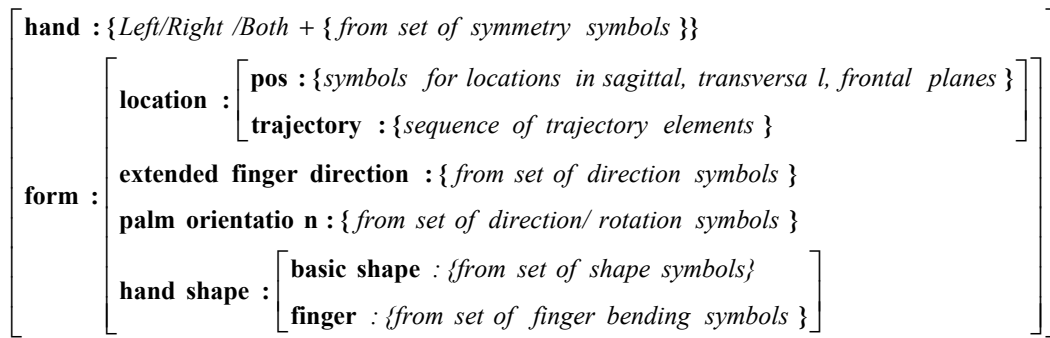 hand : {Left/Right /Both + { from set of symmetry symbols }}
pos : {symbols for locations in sagittal, transversa l, frontal planes }
location :
trajectory : {sequence of trajectory elements }
extended finger direction : { from set of direction symbols }
form :
palm orientatio n : { from set of direction/ rotation symbols }
basic shape : {from set of shape symbols}
hand shape :
finger : {from set of finger bending symbols }